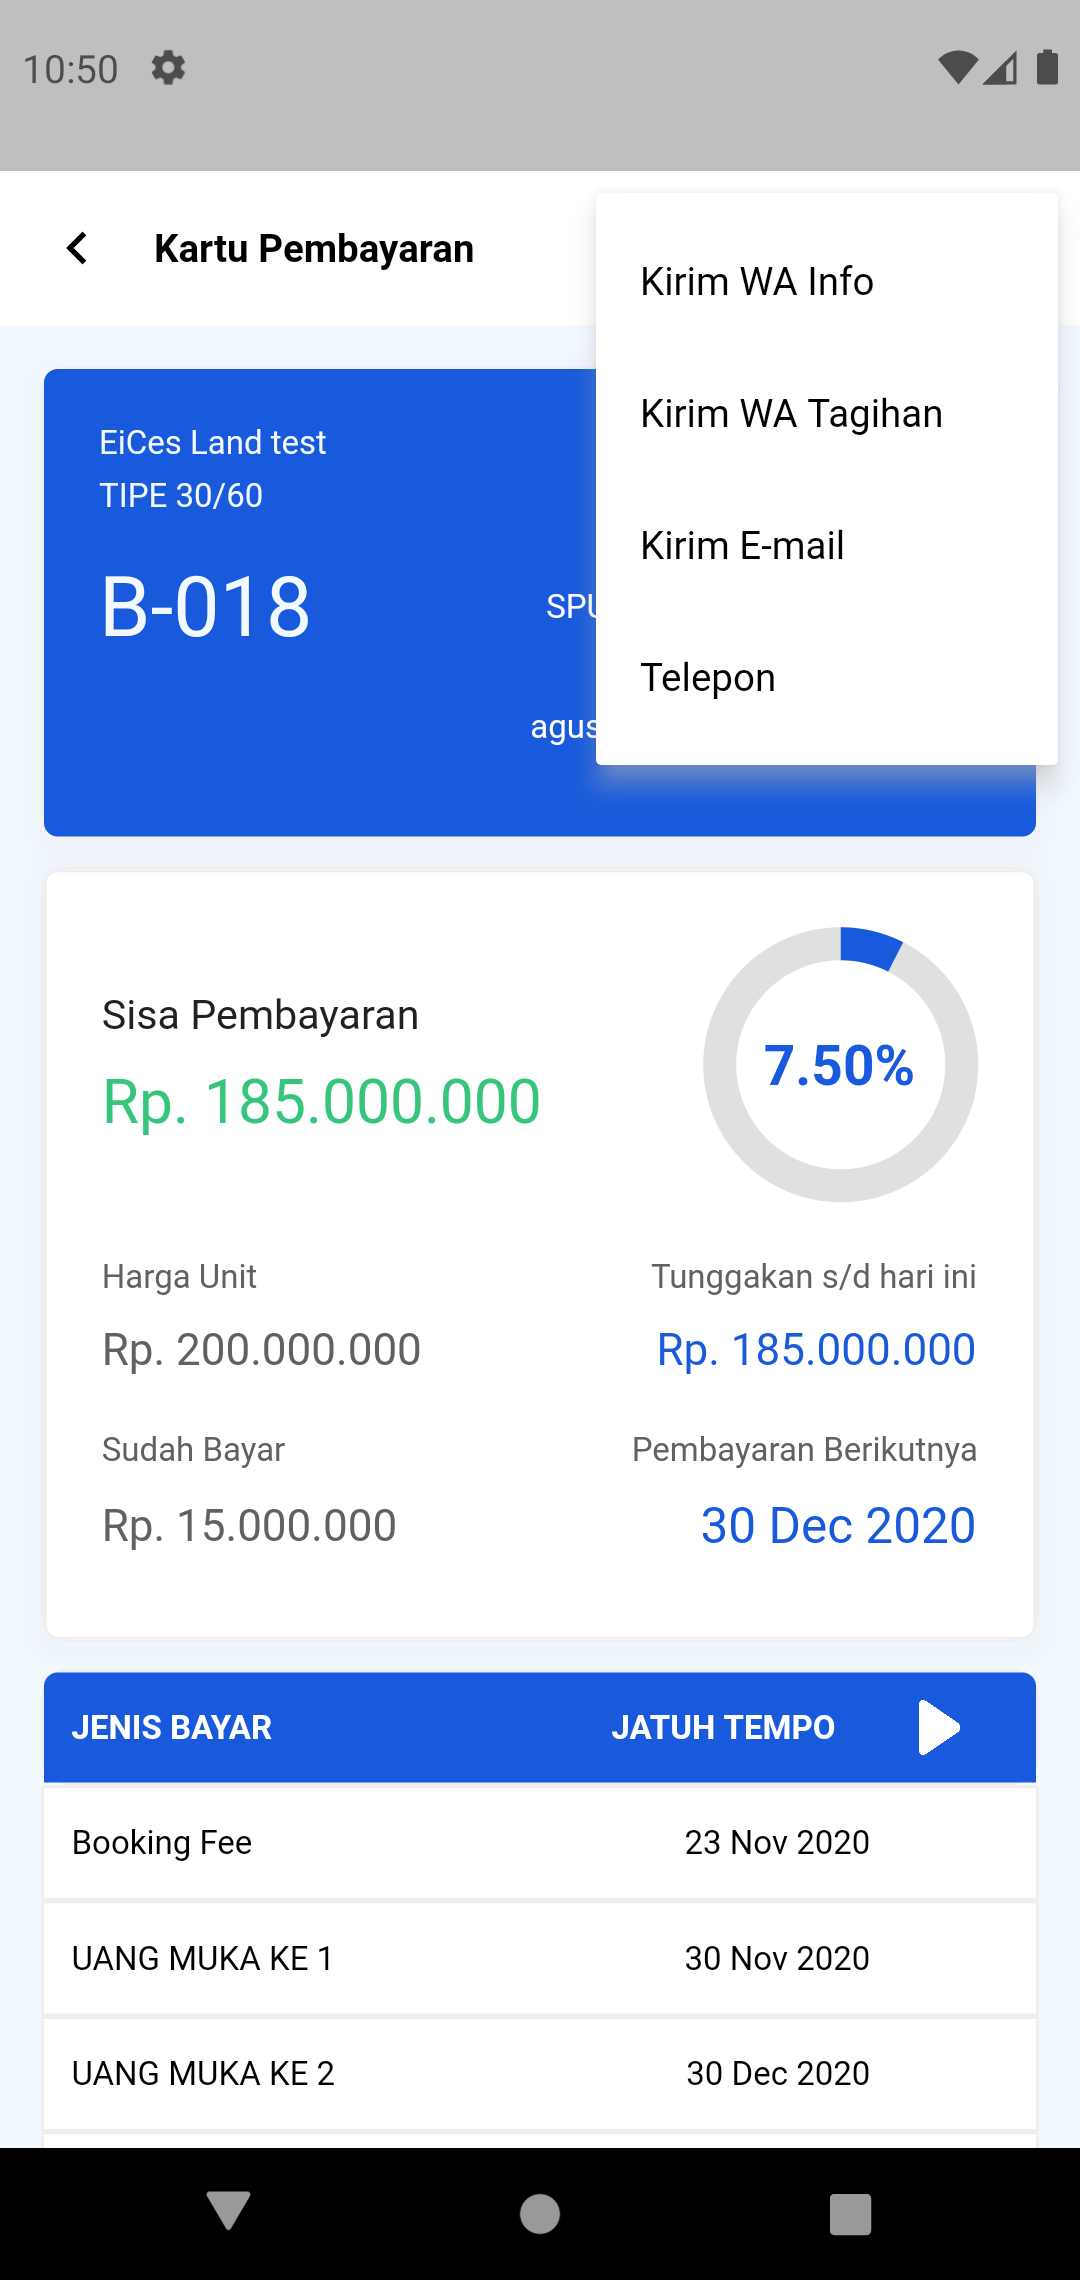 10:50
Kartu Pembayaran
Kirim WA Info
Kirim WA Tagihan
Kirim E-mail
Telepon
EiCes Land test
TIPE 30/60
B-018
Sisa Pembayaran
Rp. 185.000.000
7.50%
Harga Unit
Tunggakan s/d hari ini
Rp. 200.000.000
Rp. 185.000.000
Sudah Bayar
Pembayaran Berikutnya
Rp. 15.000.000
30 Dec 2020
JENIS BAYAR
JATUH TEMPO
Booking Fee
23 Nov 2020
UANG MUKA KE 1
30 Nov 2020
UANG MUKA KE 2
30 Dec 2020